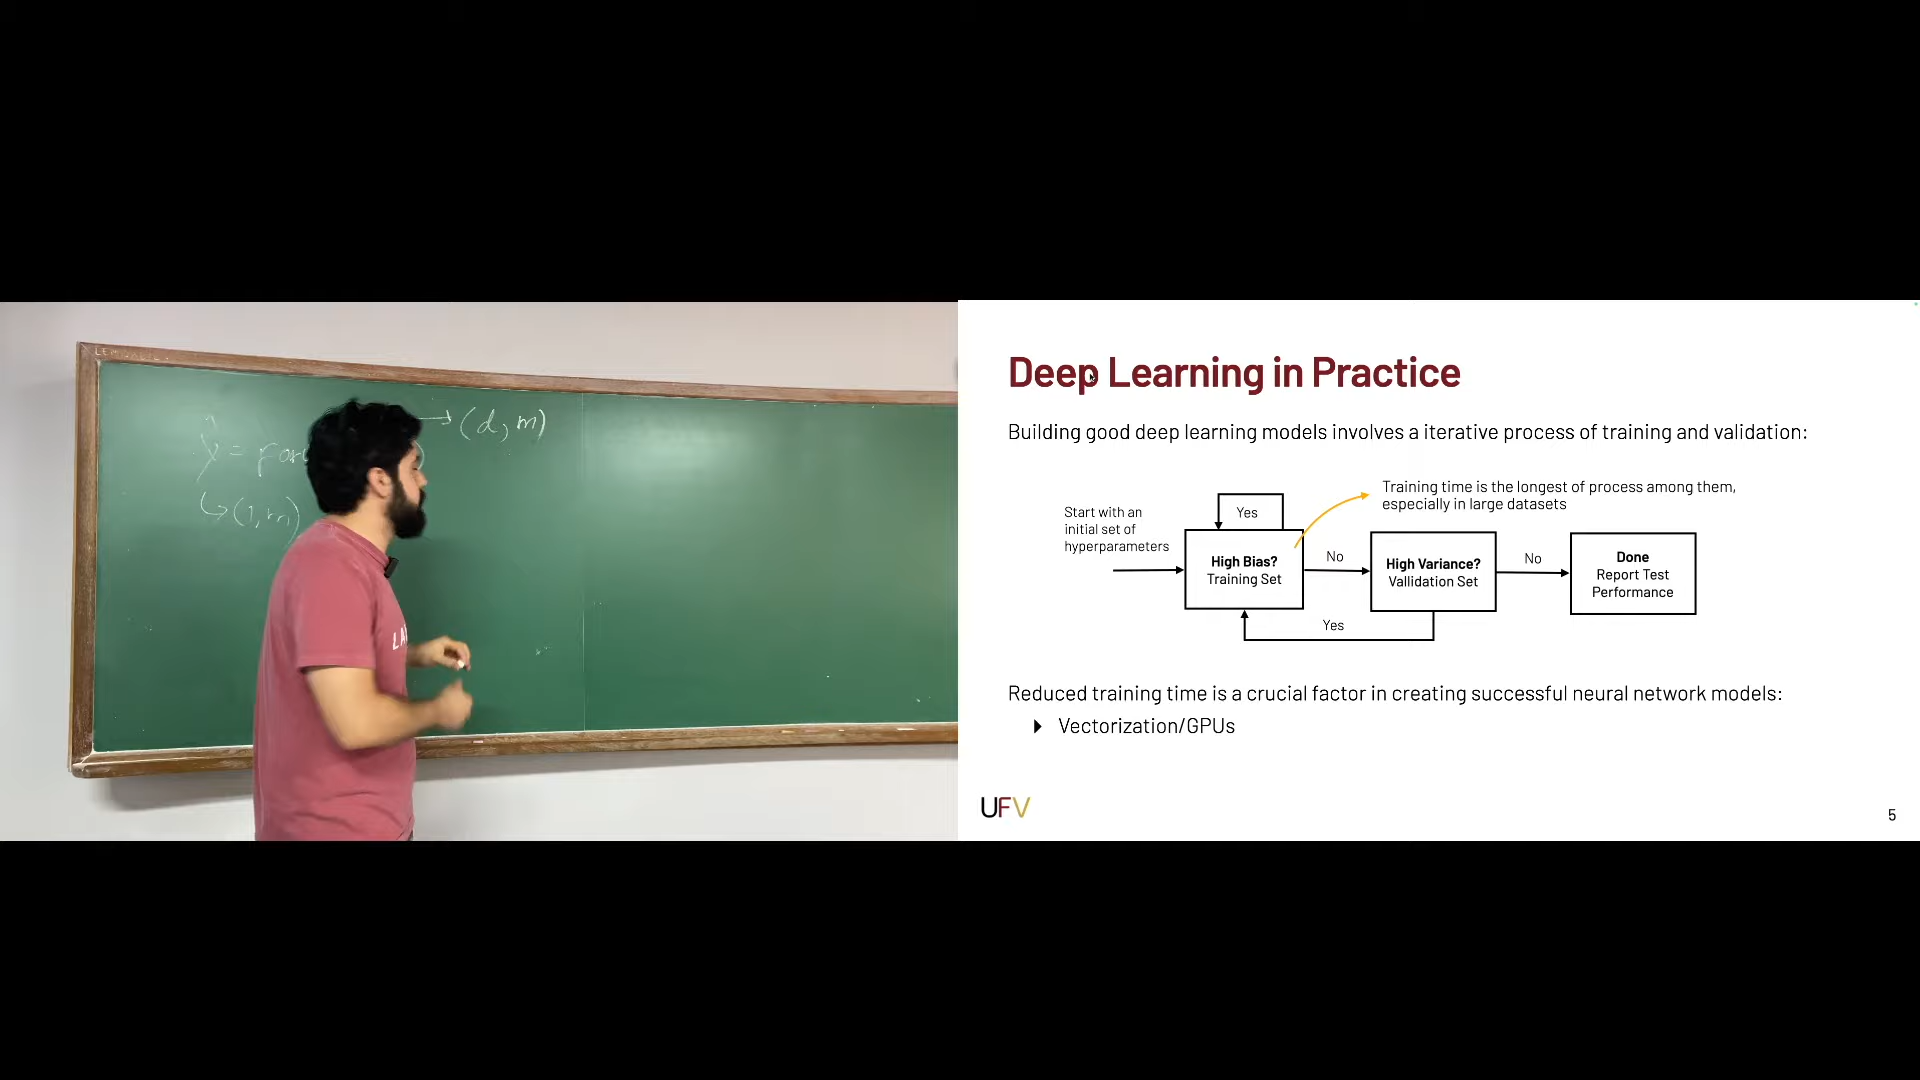 →(d, m)
ŷ =
↳(1, m)
Deep Learning in Practice
Building good deep learning models involves a iterative process of training and validation:
Training time is the longest of process among them,
especially in large datasets
Start with an
initial set of
hyperparameters
Yes
High Bias?
Training Set
No
High Variance?
Vallidation Set
No
Done
Report Test
Performance
Yes
Reduced training time is a crucial factor in creating successful neural network models:
Vectorization/GPUs
UFV
5